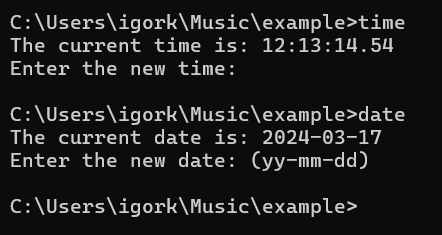 C:\Users\igork\Music\example>time
The current time is: 12:13:14.54
Enter the new time:
C:\Users\igork\Music\example>date
The current date is: 2024-03-17
Enter the new date: (yy-mm-dd)
C:\Users\igork\Music\example>